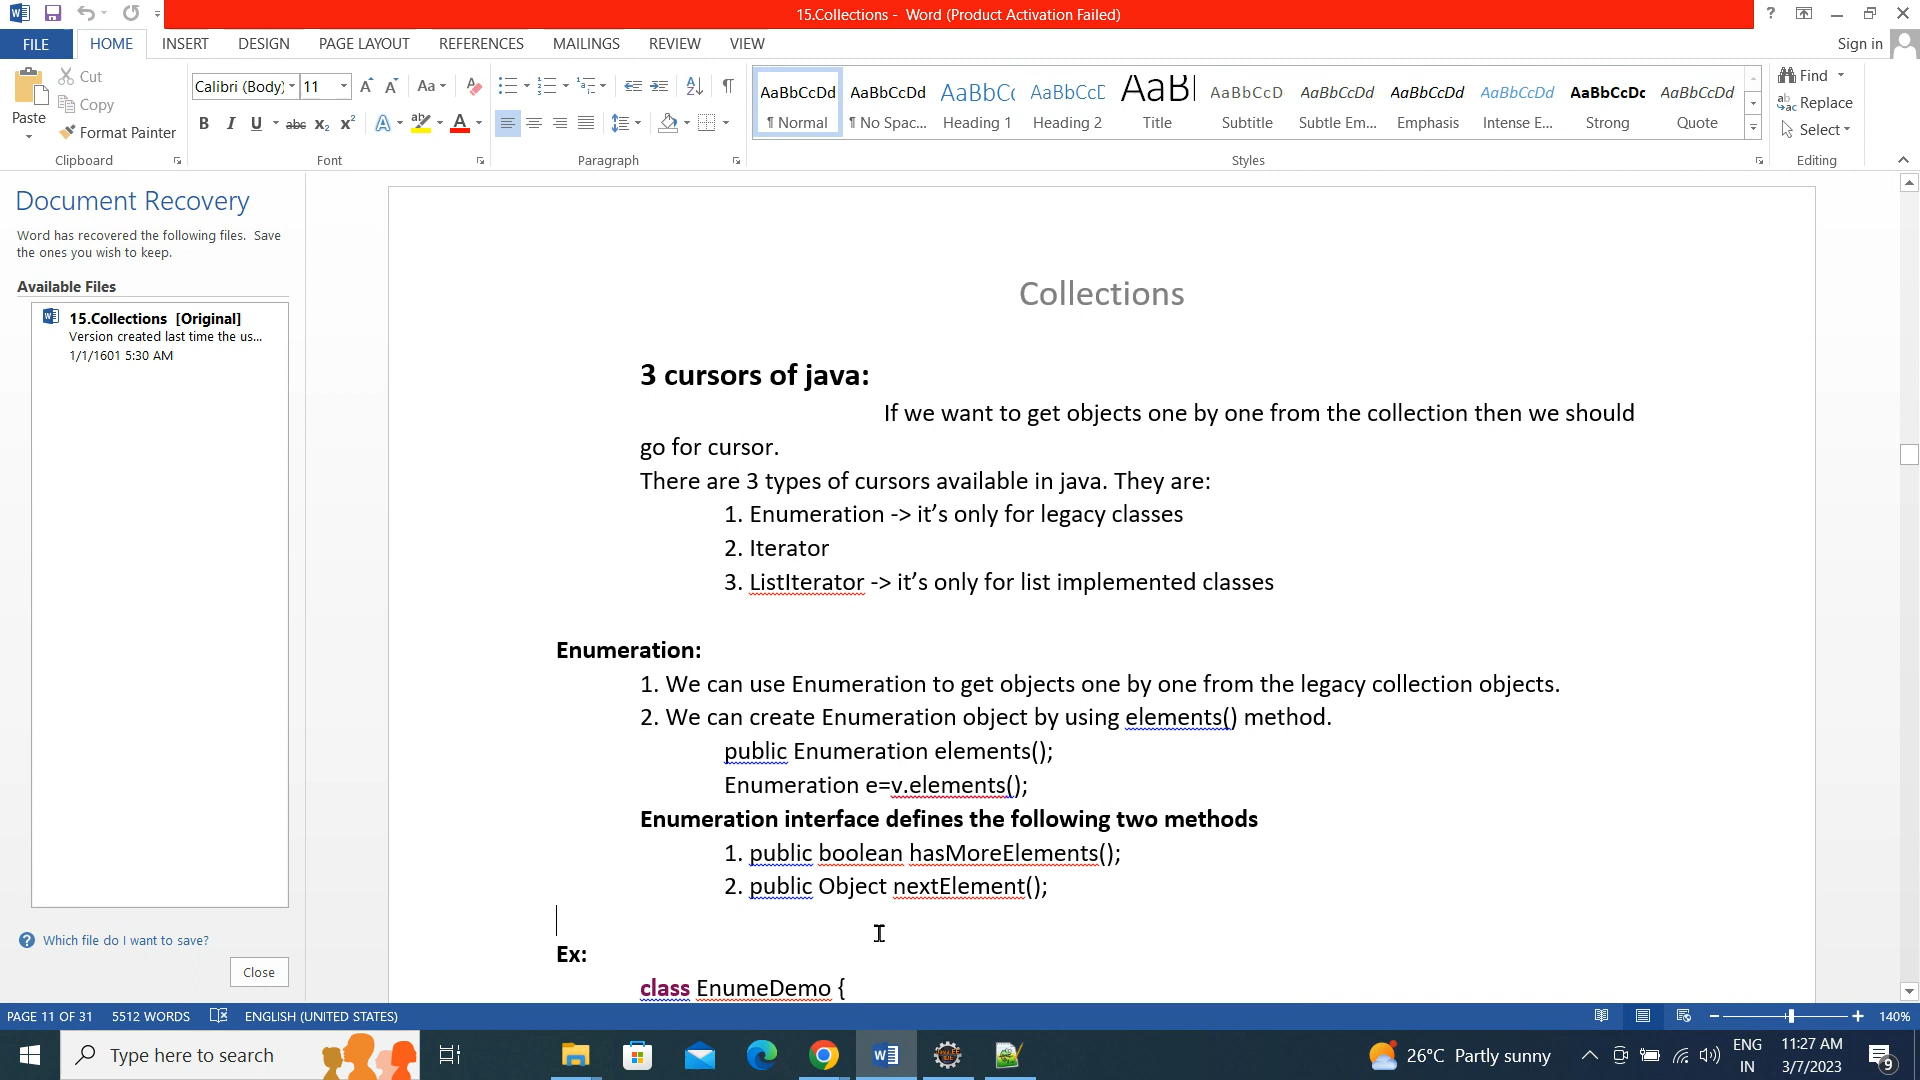 15.Collections - Word (Product Activation Failed)
FILE HOME INSERT DESIGN PAGE LAYOUT REFERENCES MAILINGS REVIEW VIEW Sign in
Cut
Copy
Format Painter
Paste
Clipboard
Calibri (Body) 11
Font
Paragraph
AaBbCcDd AaBbCcDd AaBbCc AaBbCcD AaBl AaBbCcD AaBbCcDd AaBbCcDd AaBbCcDd AaBbCcDc AaBbCcDd
¶ Normal ¶ No Spac... Heading 1 Heading 2 Title Subtitle Subtle Em... Emphasis Intense E... Strong Quote
Styles
Find
Replace
Select
Editing
Document Recovery
Word has recovered the following files. Save
the ones you wish to keep.
Available Files
15.Collections [Original]
Version created last time the us...
1/1/1601 5:30 AM
Which file do I want to save?
Close
Collections
3 cursors of java:
If we want to get objects one by one from the collection then we should
go for cursor.
There are 3 types of cursors available in java. They are:
1. Enumeration -> it’s only for legacy classes
2. Iterator
3. ListIterator -> it’s only for list implemented classes
Enumeration:
1. We can use Enumeration to get objects one by one from the legacy collection objects.
2. We can create Enumeration object by using elements() method.
public Enumeration elements();
Enumeration e=v.elements();
Enumeration interface defines the following two methods
1. public boolean hasMoreElements();
2. public Object nextElement();
Ex:
class EnumeDemo {
PAGE 11 OF 31 5512 WORDS ENGLISH (UNITED STATES) 140%
Type here to search
26°C Partly sunny
ENG
IN
11:27 AM
3/7/2023
9